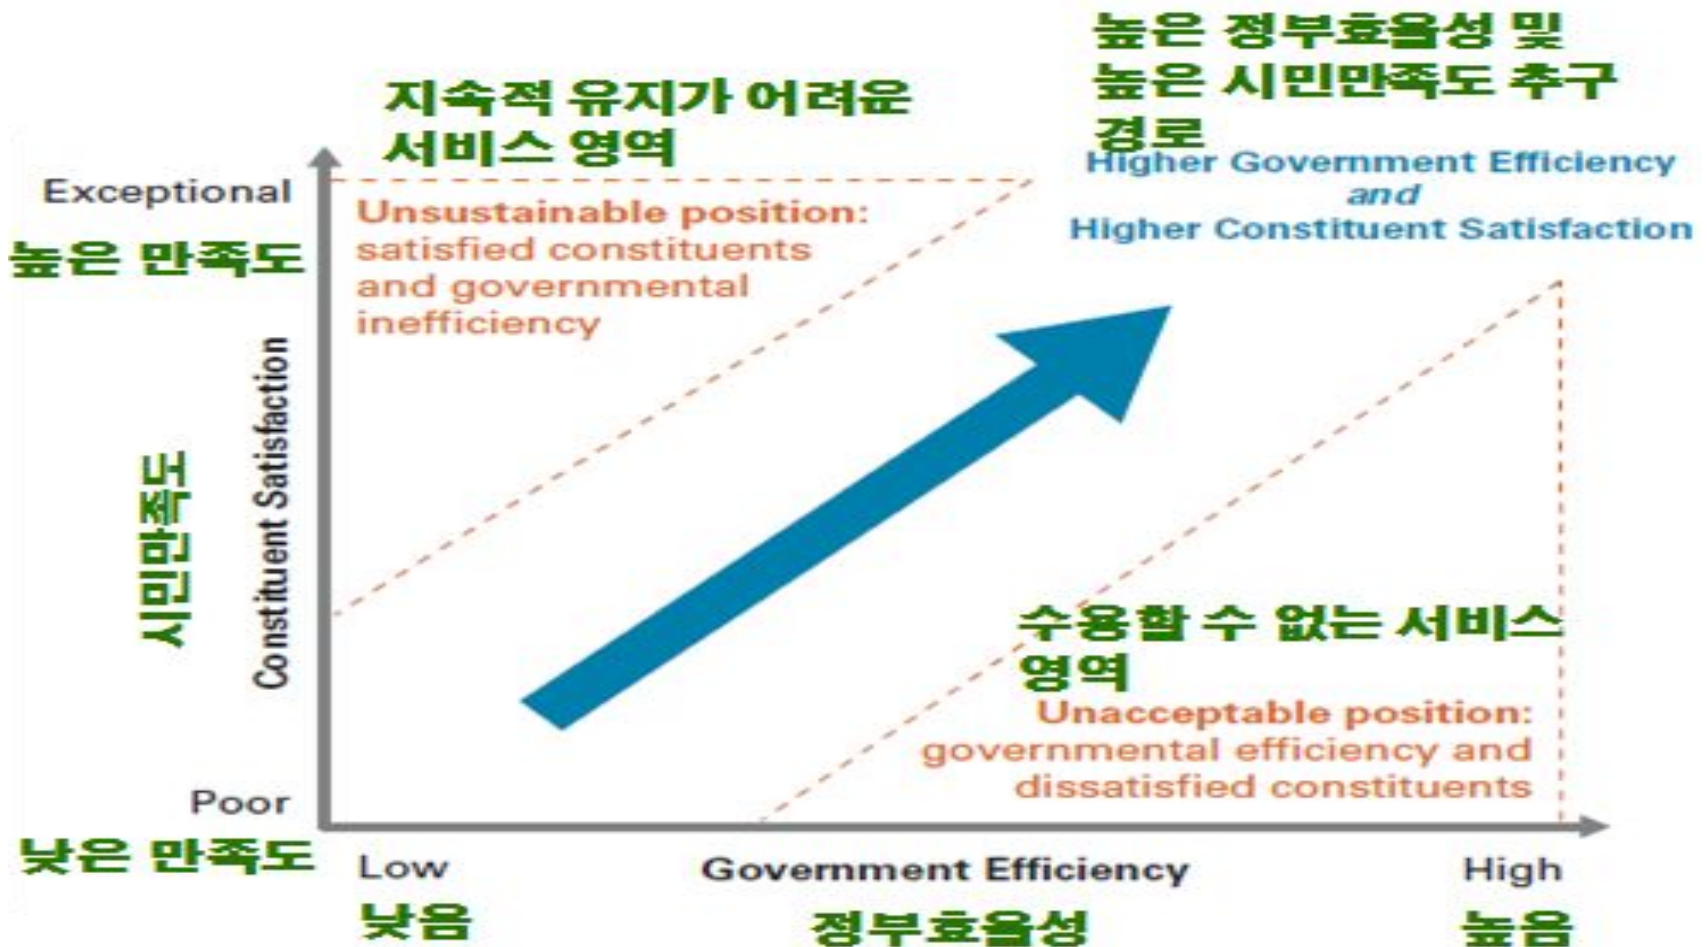 높은 정부효율성 및
높은 시민만족도 추구
경로
지속적 유지가 어려운
서비스 영역
Higher Government Efficiency
and
Higher Constituent Satisfaction
Exceptional
높은 만족도
Unsustainable position:
satisfied constituents
and governmental
inefficiency
시민만족도
Constituent Satisfaction
수용할 수 없는 서비스
영역
Unacceptable position:
governmental efficiency and
dissatisfied constituents
Poor
낮은 만족도
Low
Government Efficiency
High
낮음
정부효율성
높음